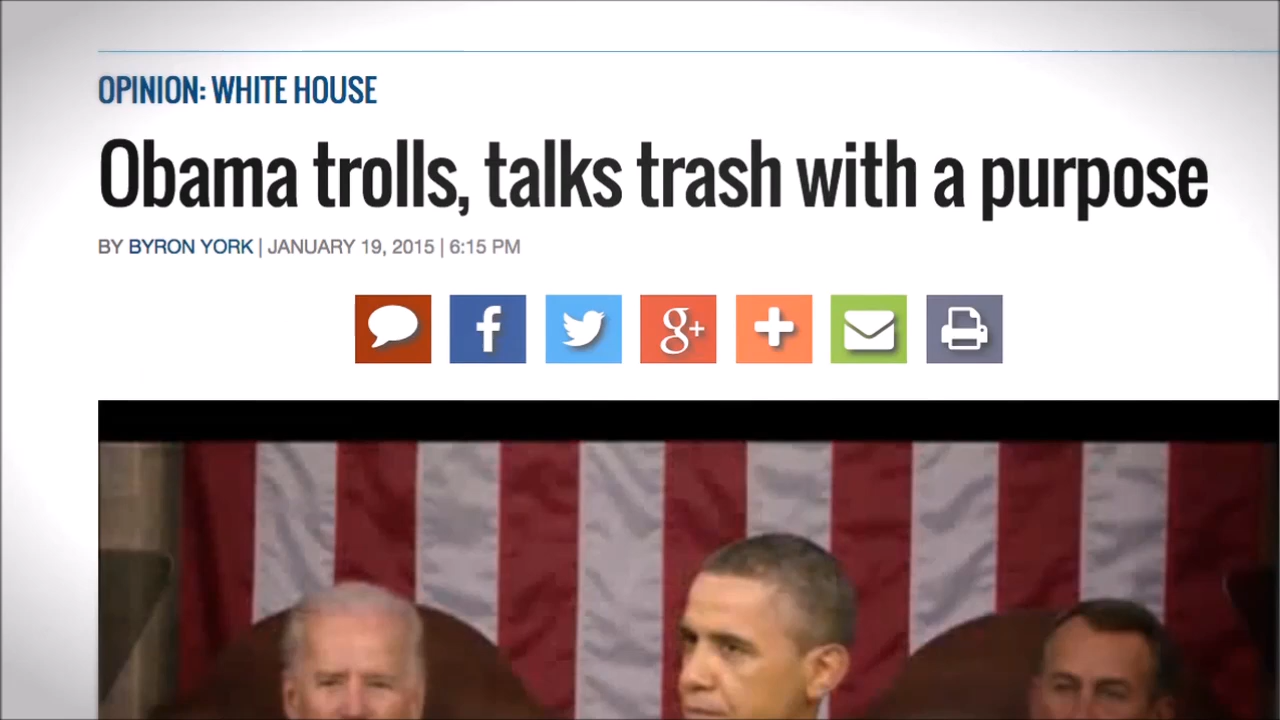 OPINION: WHITE HOUSE
Obama trolls, talks trash with a purpose
BY BYRON YORK | JANUARY 19, 2015 | 6:15 PM
f g+